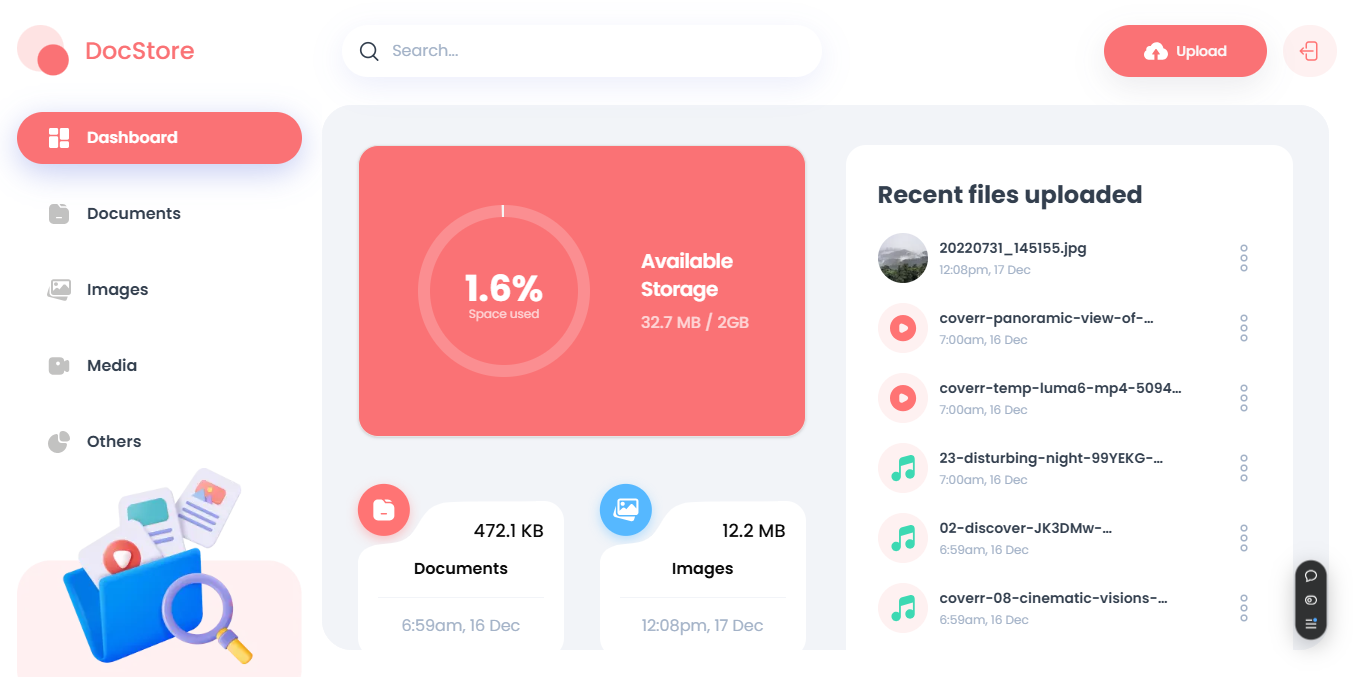 DocStore
Search...
Upload
Dashboard
Documents
Images
Media
Others
1.6%
Space used
Available
Storage
32.7 MB / 2GB
472.1 KB
Documents
6:59am, 16 Dec
12.2 MB
Images
12:08pm, 17 Dec
Recent files uploaded
20220731_145155.jpg
12:08pm, 17 Dec
coverr-panoramic-view-of-...
7:00am, 16 Dec
coverr-temp-luma6-mp4-5094...
7:00am, 16 Dec
23-disturbing-night-99YEKG-...
7:00am, 16 Dec
02-discover-JK3DMw-...
6:59am, 16 Dec
coverr-08-cinematic-visions-...
6:59am, 16 Dec